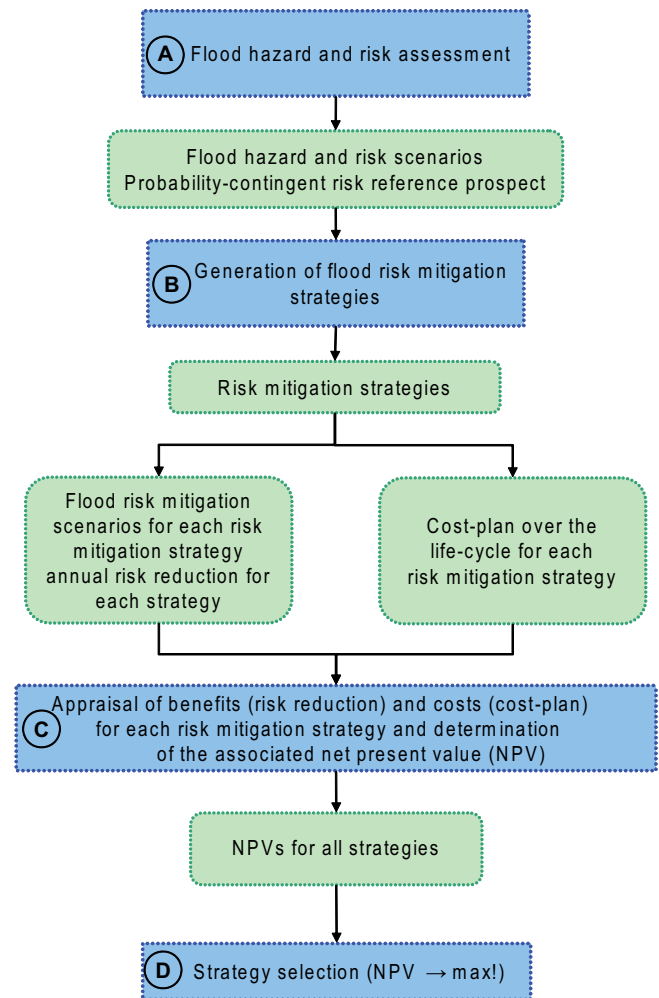 A Flood hazard and risk assessment
Flood hazard and risk scenarios
Probability-contingent risk reference prospect
B Generation of flood risk mitigation
strategies
Risk mitigation strategies
Flood risk mitigation
scenarios for each risk
mitigation strategy
annual risk reduction for
each strategy
Cost-plan over the
life-cycle for each
risk mitigation strategy
C Appraisal of benefits (risk reduction) and costs (cost-plan)
for each risk mitigation strategy and determination
of the associated net present value (NPV)
NPVs for all strategies
D Strategy selection (NPV → max!)